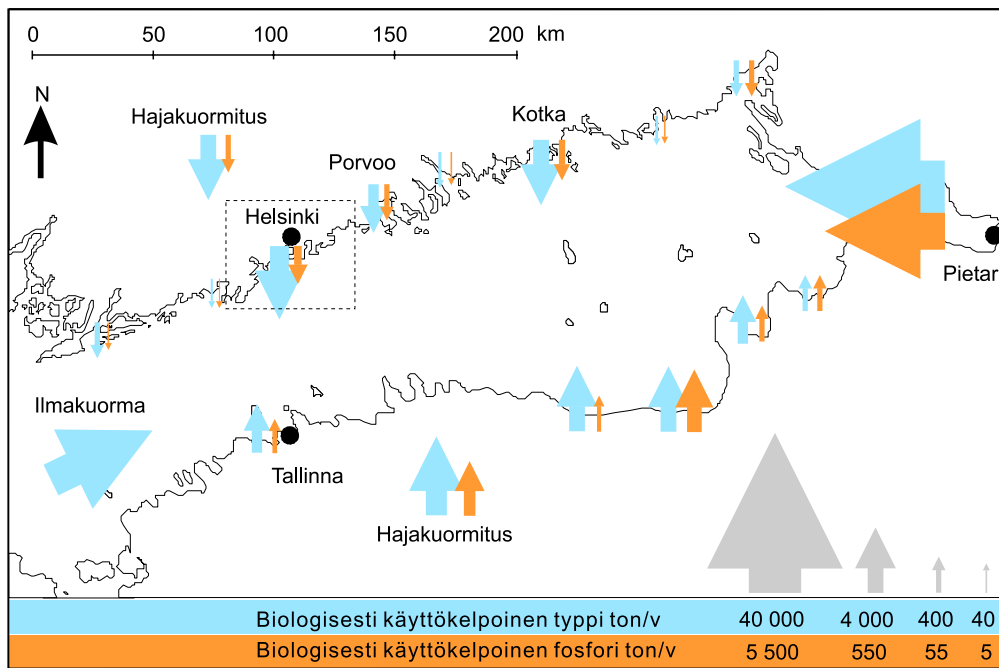 0 50 100 150 200 km
N
Hajakuormitus
Kotka
Porvoo
Helsinki
Pietar
Ilmakuorma
Tallinna
Hajakuormitus
Biologisesti käyttökelpoinen typpi ton/v 40 000 4 000 400 40
Biologisesti käyttökelpoinen fosfori ton/v 5 500 550 55 5